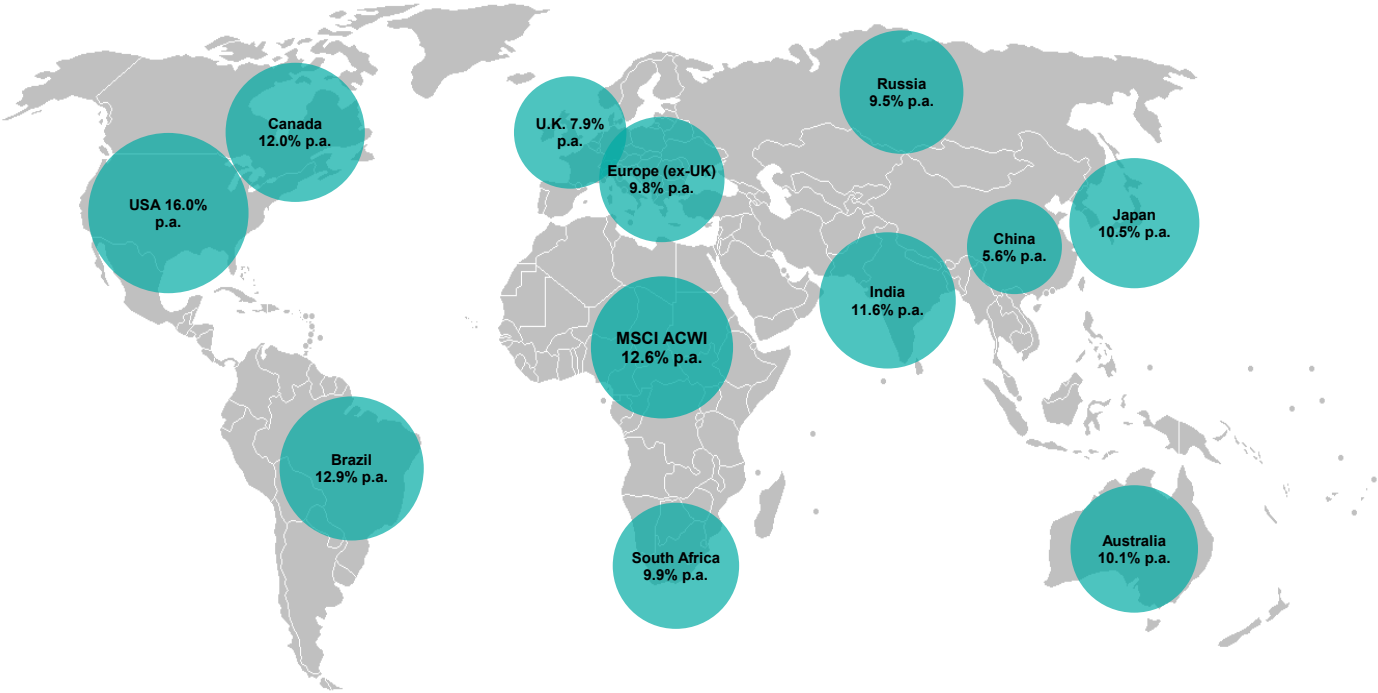 Russia
9.5% p.a.
Canada
12.0% p.a.
U.K. 7.9%
p.a.
Europe (ex-UK)
9.8% p.a.
USA 16.0%
p.a.
Japan
10.5% p.a.
China
5.6% p.a.
India
11.6% p.a.
MSCI ACWI
12.6% p.a.
Brazil
12.9% p.a.
South Africa
9.9% p.a.
Australia
10.1% p.a.